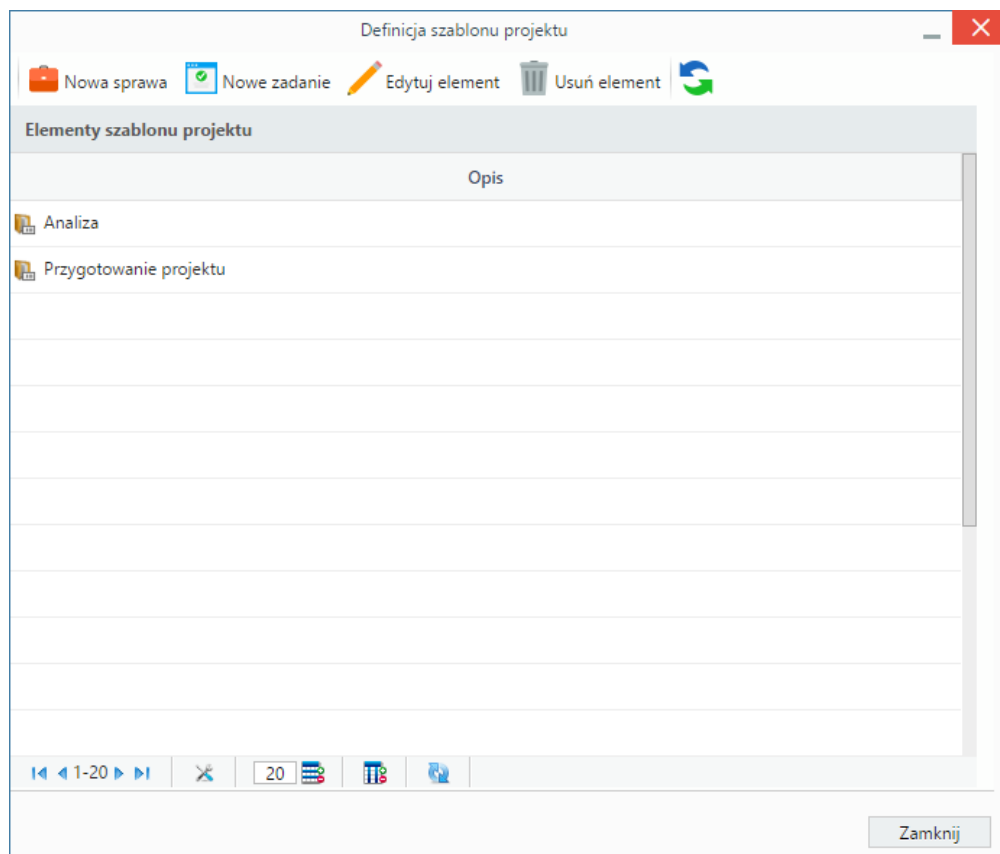 Definicja szablonu projektu
Nowa sprawa Nowe zadanie Edytuj element Usuń element
Elementy szablonu projektu
Opis
Analiza
Przygotowanie projektu
1-20 20
Zamknij